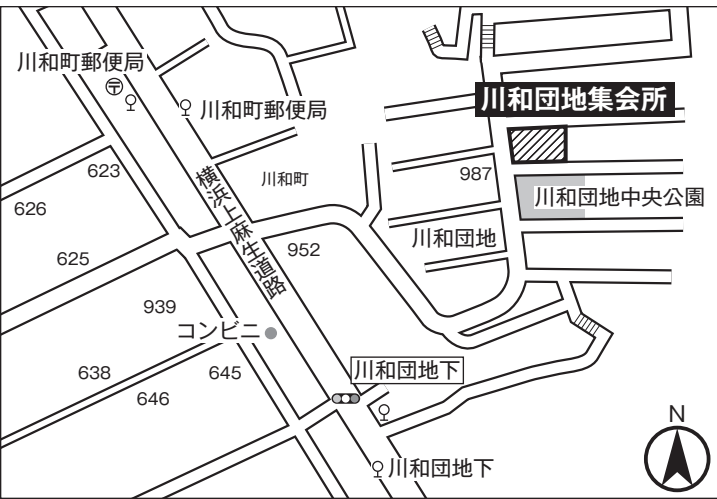 川和町郵便局
〒
川和町郵便局
川和団地集会所
623
川和町
987
626
横浜上麻生道路
川和団地中央公園
625
952
川和団地
939
コンビニ
638
645
川和団地下
646
川和団地下
N